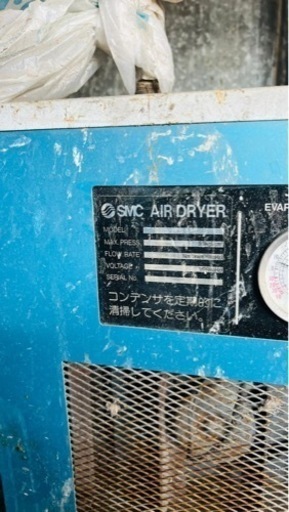 SMC AIR DRYER
EVAP
MODEL
MAX. PRESS.
FLOW RATE
VOLTAGE
SERIAL No.
コンデンサを定期的に
清掃してください。